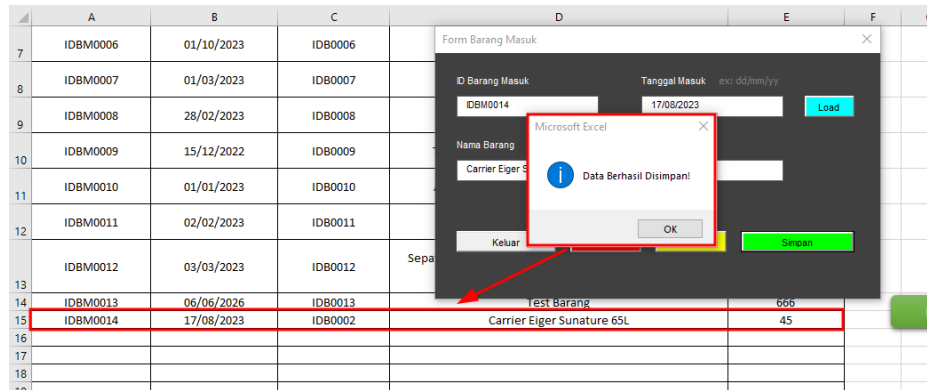 A B C D E F
7 IDBM0006 01/10/2023 IDB0006
8 IDBM0007 01/03/2023 IDB0007
9 IDBM0008 28/02/2023 IDB0008
10 IDBM0009 15/12/2022 IDB0009
11 IDBM0010 01/01/2023 IDB0010
12 IDBM0011 02/02/2023 IDB0011
13 IDBM0012 03/03/2023 IDB0012
14 IDBM0013 06/06/2026 IDB0013 Test Barang 666
15 IDBM0014 17/08/2023 IDB0002 Carrier Eiger Sunature 65L 45
16
17
18
Form Barang Masuk
ID Barang Masuk Tanggal Masuk ex: dd/mm/yy
IDBM0014 17/08/2023 Load
Nama Barang
Carrier Eiger S
Keluar Simpan
Microsoft Excel
Data Berhasil Disimpan!
OK